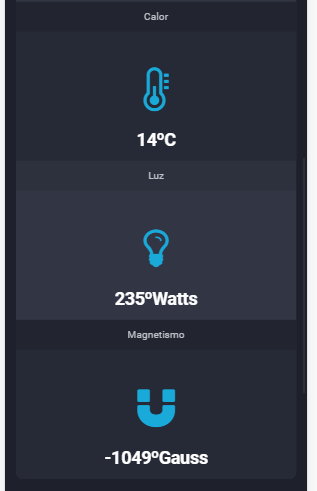 Calor
14ºC
Luz
235ºWatts
Magnetismo
-1049ºGauss